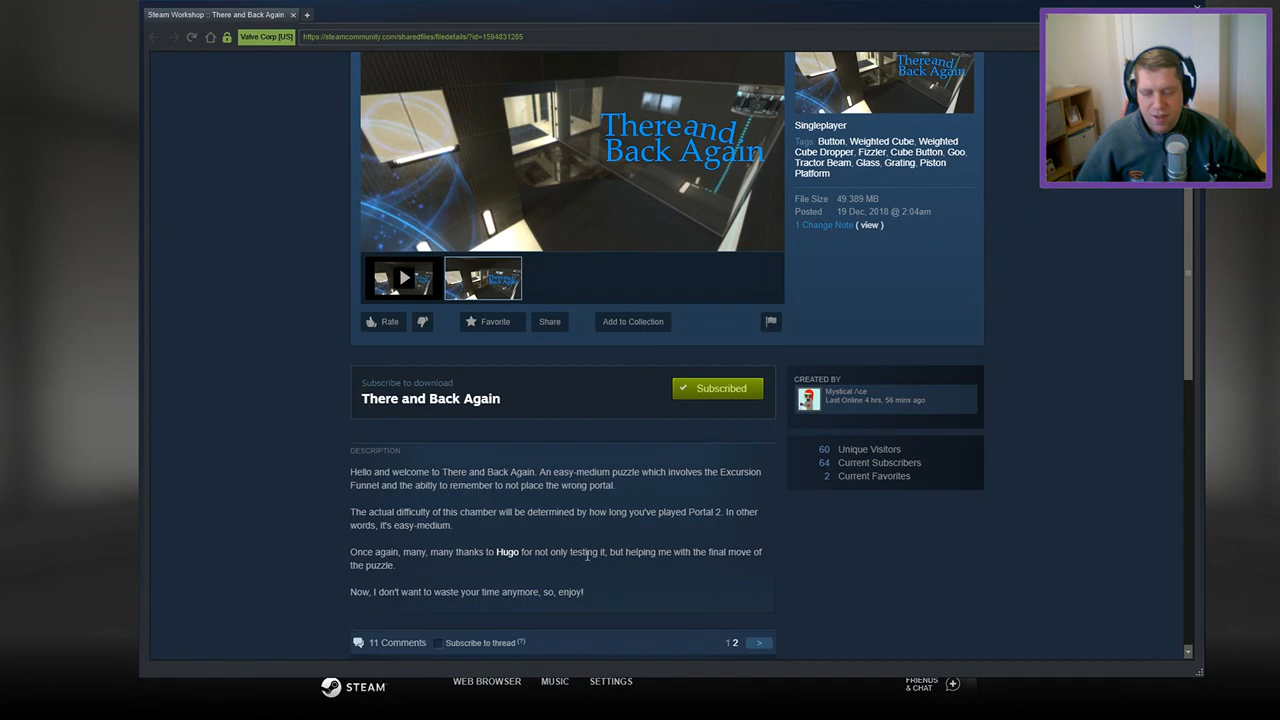 Steam Workshop :: There and Back Again
Valve Corp [US]
https://steamcommunity.com/sharedfiles/filedetails/?id=1594831285
There and
Back Again
There and
Back Again
Singleplayer
Tags: Button, Weighted Cube, Weighted
Cube Dropper, Fizzler, Cube Button, Goo,
Tractor Beam, Glass, Grating, Piston
Platform
File Size 49.389 MB
Posted 19 Dec, 2018 @ 2:04am
1 Change Note ( view )
Rate
Favorite
Share
Add to Collection
Subscribe to download
There and Back Again
Subscribed
CREATED BY
Mystical Λce
Last Online 4 hrs, 56 mins ago
60 Unique Visitors
64 Current Subscribers
2 Current Favorites
DESCRIPTION
Hello and welcome to There and Back Again. An easy-medium puzzle which involves the Excursion
Funnel and the abiltly to remember to not place the wrong portal.
The actual difficulty of this chamber will be determined by how long you've played Portal 2. In other
words, it's easy-medium.
Once again, many, many thanks to Hugo for not only testing it, but helping me with the final move of
the puzzle.
Now, I don't want to waste your time anymore, so, enjoy!
11 Comments Subscribe to thread (?)
1 2 >
STEAM
WEB BROWSER
MUSIC
SETTINGS
FRIENDS
& CHAT